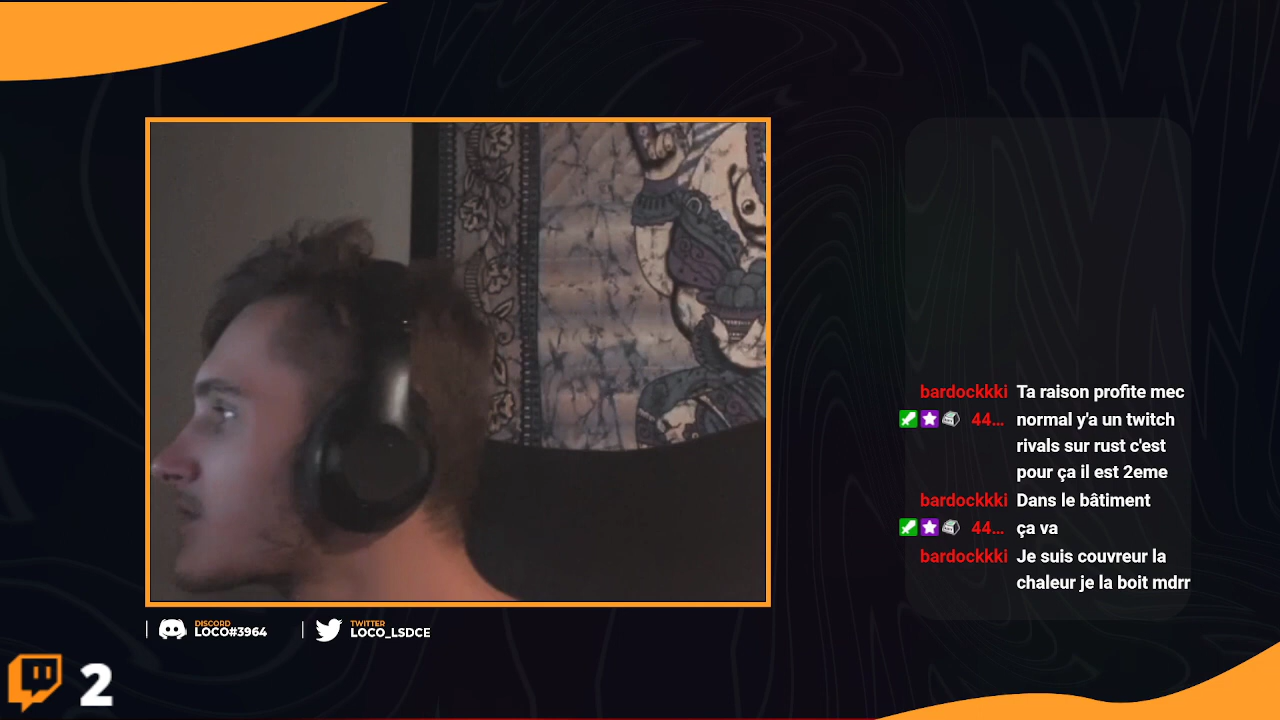 bardockkki Ta raison profite mec
44... normal y'a un twitch
rivals sur rust c'est
pour ça il est 2eme
bardockkki Dans le bâtiment
44... ça va
bardockkki Je suis couvreur la
chaleur je la boit mdrr
DISCORD
LOCO#3964
TWITTER
LOCO_LSDCE
2